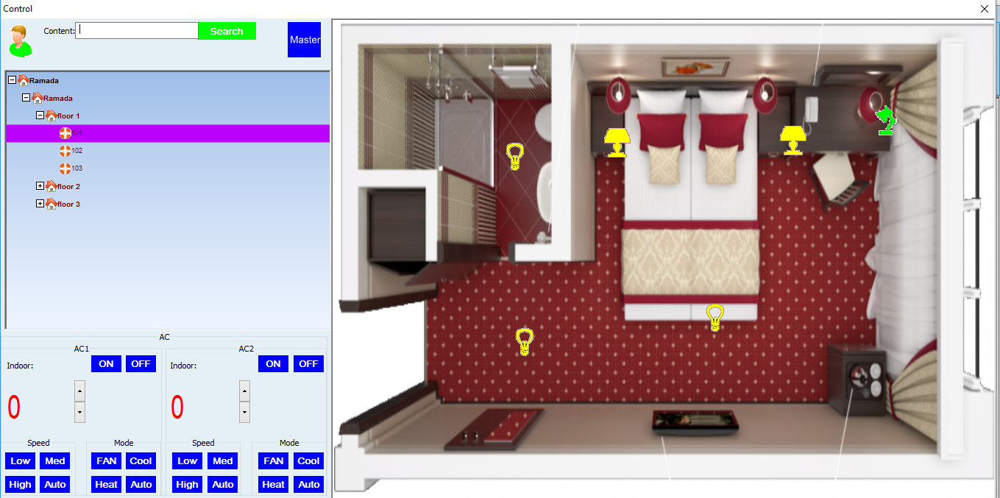 Control
Content: Search
Master
Ramada
Ramada
floor 1
101
102
103
floor 2
floor 3
AC
AC1 AC2
Indoor: ON OFF Indoor: ON OFF
0 0
Speed Mode Speed Mode
Low Med FAN Cool Low Med FAN Cool
High Auto Heat Auto High Auto Heat Auto